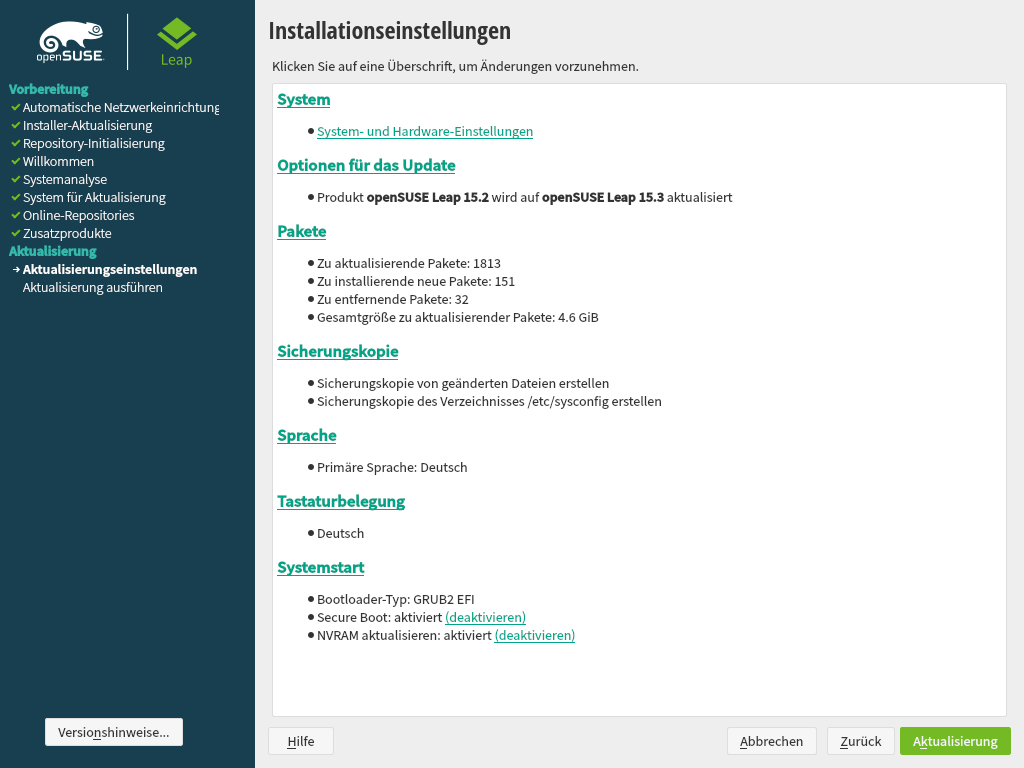 openSUSE
Leap
Vorbereitung
Automatische Netzwerkeinrichtung
Installer-Aktualisierung
Repository-Initialisierung
Willkommen
Systemanalyse
System für Aktualisierung
Online-Repositories
Zusatzprodukte
Aktualisierung
Aktualisierungseinstellungen
Aktualisierung ausführen
Versionshinweise...
Installationseinstellungen
Klicken Sie auf eine Überschrift, um Änderungen vorzunehmen.
System
System- und Hardware-Einstellungen
Optionen für das Update
Produkt openSUSE Leap 15.2 wird auf openSUSE Leap 15.3 aktualisiert
Pakete
Zu aktualisierende Pakete: 1813
Zu installierende neue Pakete: 151
Zu entfernende Pakete: 32
Gesamtgröße zu aktualisierender Pakete: 4.6 GiB
Sicherungskopie
Sicherungskopie von geänderten Dateien erstellen
Sicherungskopie des Verzeichnisses /etc/sysconfig erstellen
Sprache
Primäre Sprache: Deutsch
Tastaturbelegung
Deutsch
Systemstart
Bootloader-Typ: GRUB2 EFI
Secure Boot: aktiviert (deaktivieren)
NVRAM aktualisieren: aktiviert (deaktivieren)
Hilfe
Abbrechen
Zurück
Aktualisierung